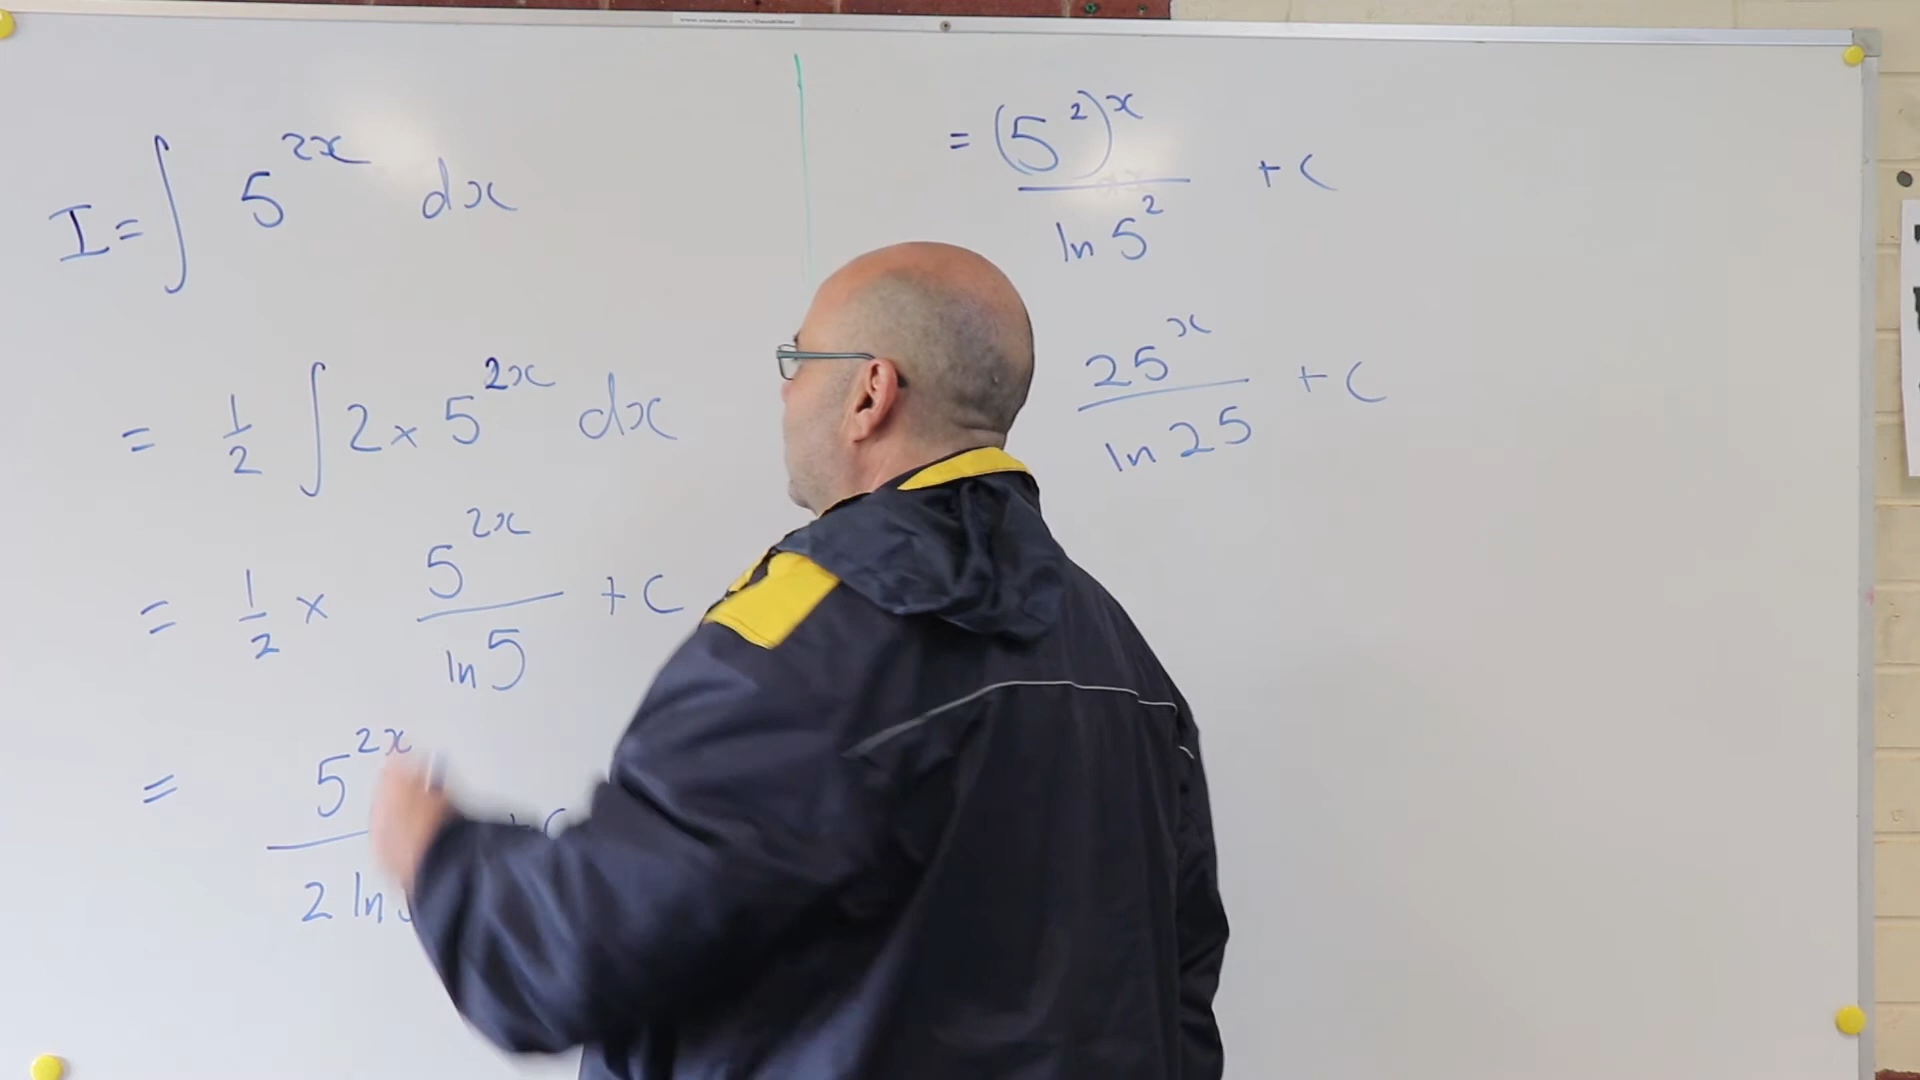 I = ∫ 5^{2x} dx
= 1/2 ∫ 2 × 5^{2x} dx
= 1/2 × 5^{2x}/ln 5 + C
= 5^{2x}/2 ln + C
= (5^2)^x/ln 5^2 + C
25^x/ln 25 + C